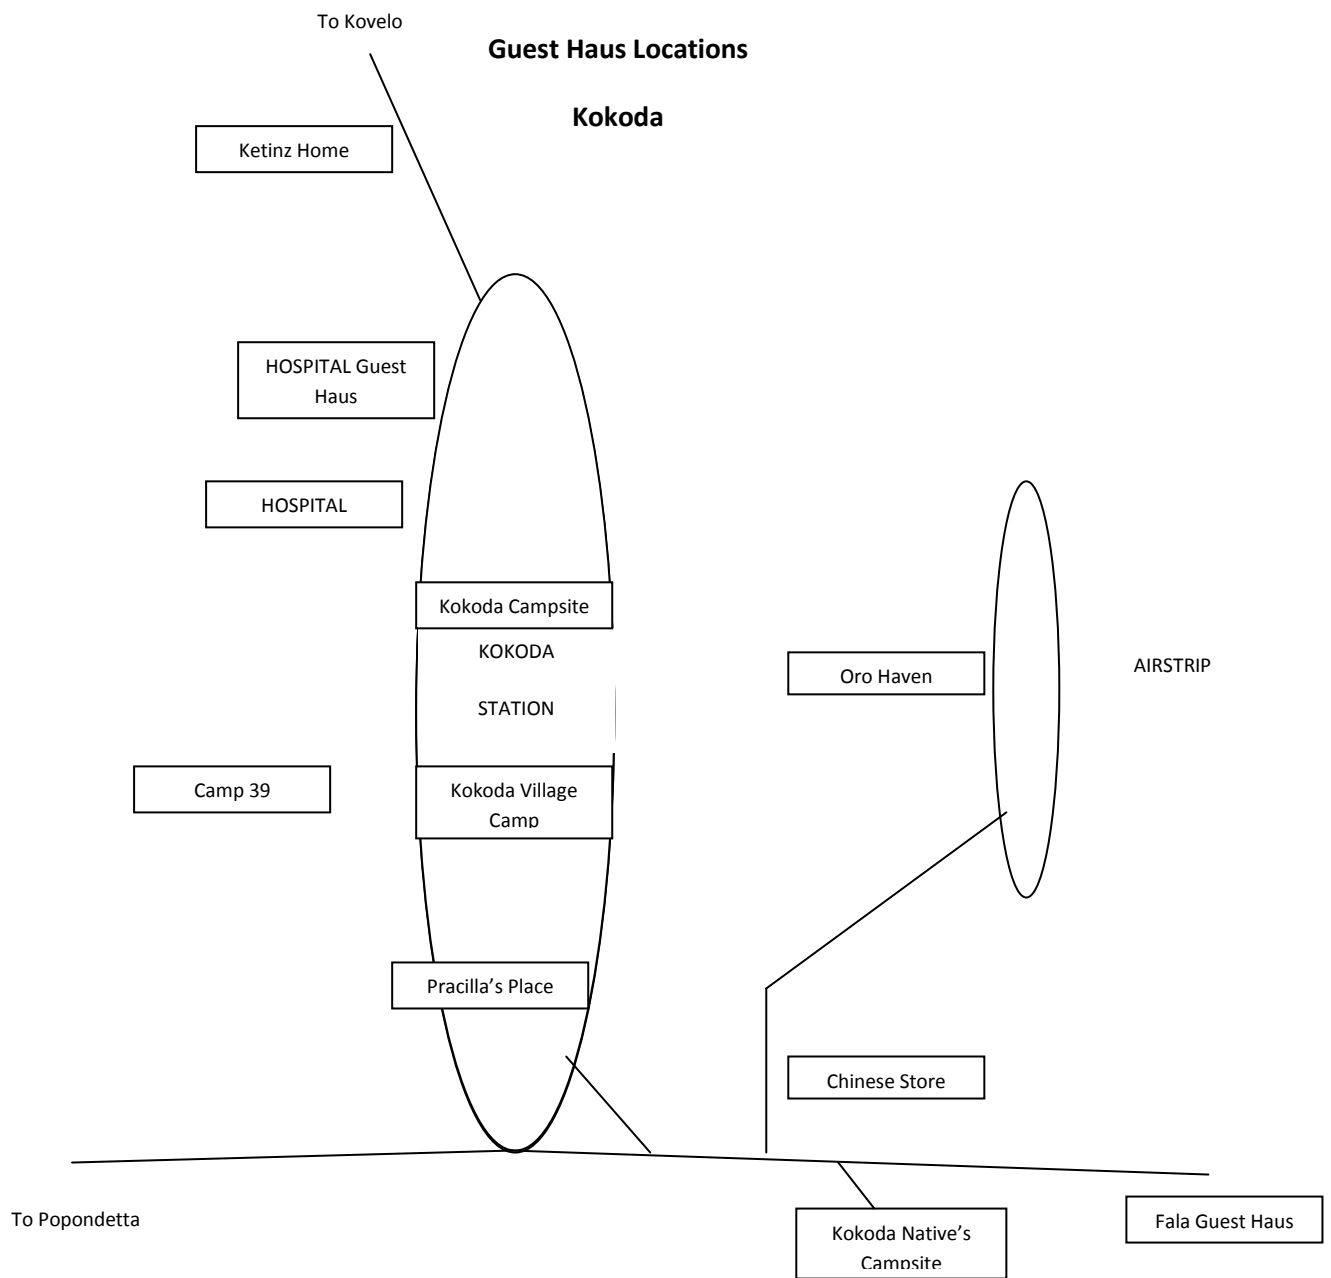 To Kovelo
Guest Haus Locations
Kokoda
Ketinz Home
HOSPITAL Guest
Haus
HOSPITAL
Kokoda Campsite
KOKODA
Oro Haven
AIRSTRIP
STATION
Camp 39
Kokoda Village
Camp
Pracilla’s Place
Chinese Store
To Popondetta
Fala Guest Haus
Kokoda Native’s
Campsite